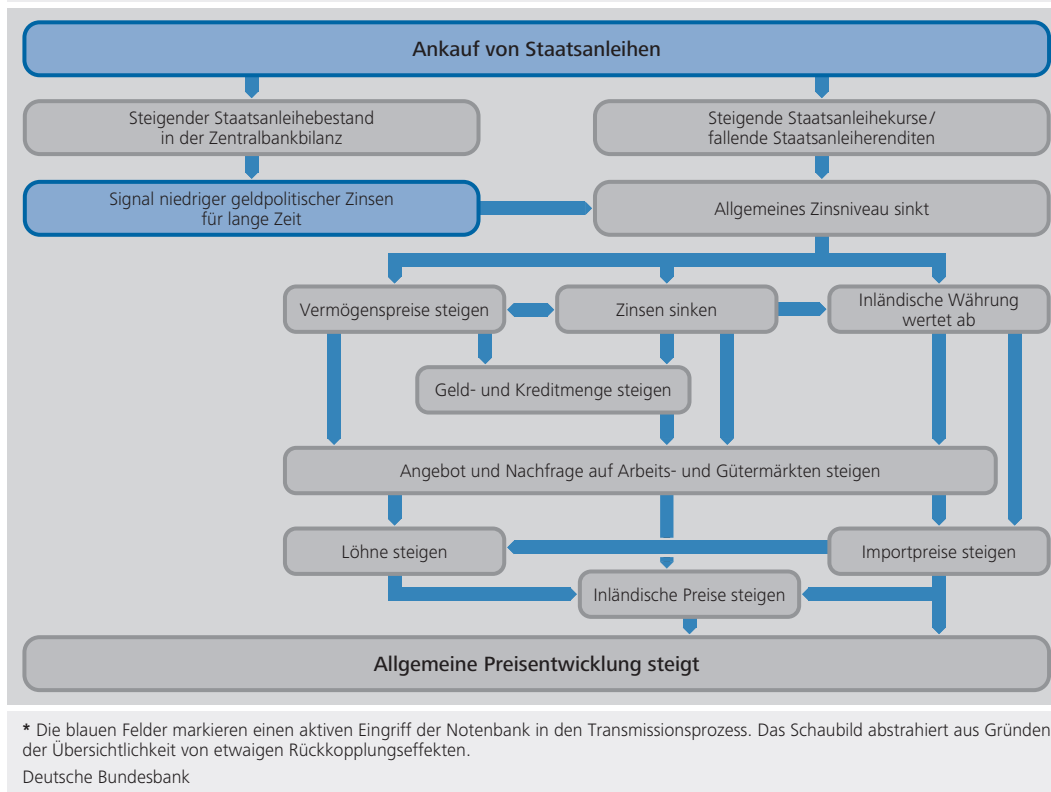 Ankauf von Staatsanleihen
Steigender Staatsanleihebestand
in der Zentralbankbilanz
Steigende Staatsanleihekurse/
fallende Staatsanleiherenditen
Signal niedriger geldpolitischer Zinsen
für lange Zeit
Allgemeines Zinsniveau sinkt
Vermögenspreise steigen
Zinsen sinken
Inländische Währung
wertet ab
Geld- und Kreditmenge steigen
Angebot und Nachfrage auf Arbeits- und Gütermärkten steigen
Löhne steigen
Importpreise steigen
Inländische Preise steigen
Allgemeine Preisentwicklung steigt
* Die blauen Felder markieren einen aktiven Eingriff der Notenbank in den Transmissionsprozess. Das Schaubild abstrahiert aus Gründen
der Übersichtlichkeit von etwaigen Rückkopplungseffekten.
Deutsche Bundesbank